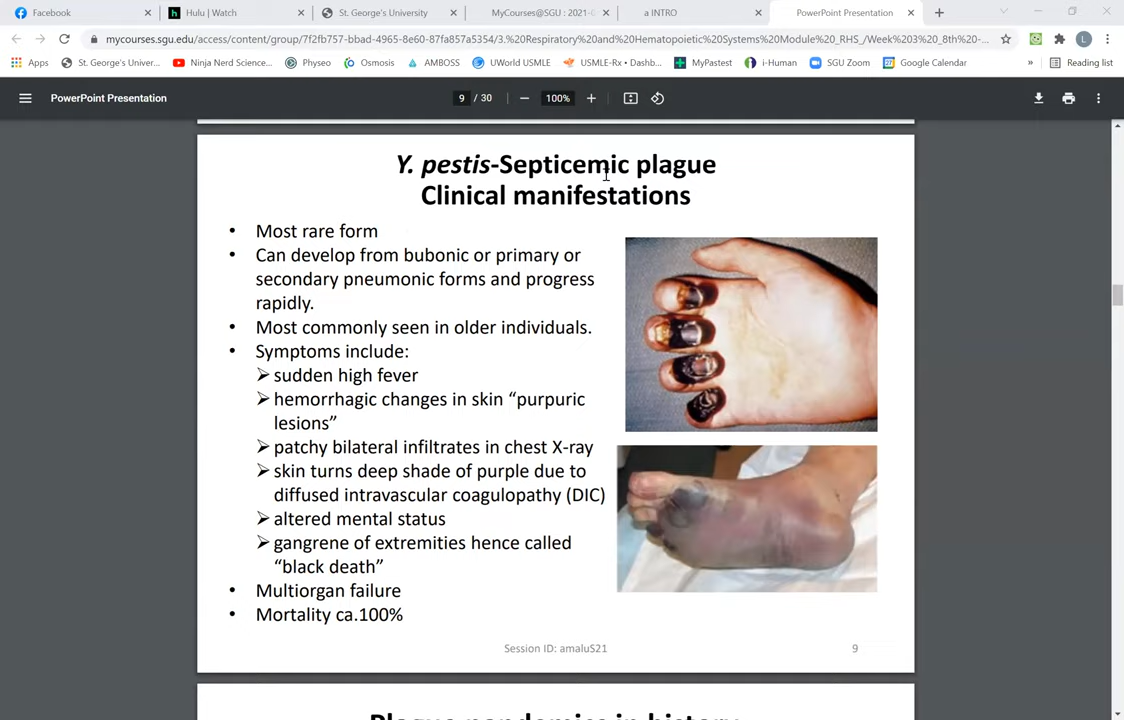 Facebook
Hulu | Watch
St. George's University
MyCourses@SGU : 2021-
a INTRO
PowerPoint Presentation
mycourses.sgu.edu/access/content/group/7f2fb757-bbad-4965-8e60-87fa857a5354/3.%20Respiratory%20and%20Hematopoietic%20Systems%20Module%20_RHS_/Week%203%20_8th%20-...
L
Apps
St. George's Univer...
Ninja Nerd Science...
Physeo
Osmosis
AMBOSS
UWorld USMLE
USMLE-Rx • Dashb...
MyPastest
i-Human
SGU Zoom
Google Calendar
»
Reading list
PowerPoint Presentation
9 / 30
100%
Y. pestis-Septicemic plague
Clinical manifestations
• Most rare form
• Can develop from bubonic or primary or
secondary pneumonic forms and progress
rapidly.
• Most commonly seen in older individuals.
• Symptoms include:
➢ sudden high fever
➢ hemorrhagic changes in skin “purpuric
lesions”
➢ patchy bilateral infiltrates in chest X-ray
➢ skin turns deep shade of purple due to
diffused intravascular coagulopathy (DIC)
➢ altered mental status
➢ gangrene of extremities hence called
“black death”
• Multiorgan failure
• Mortality ca.100%
Session ID: amaluS21
9
Plague pandemics in history